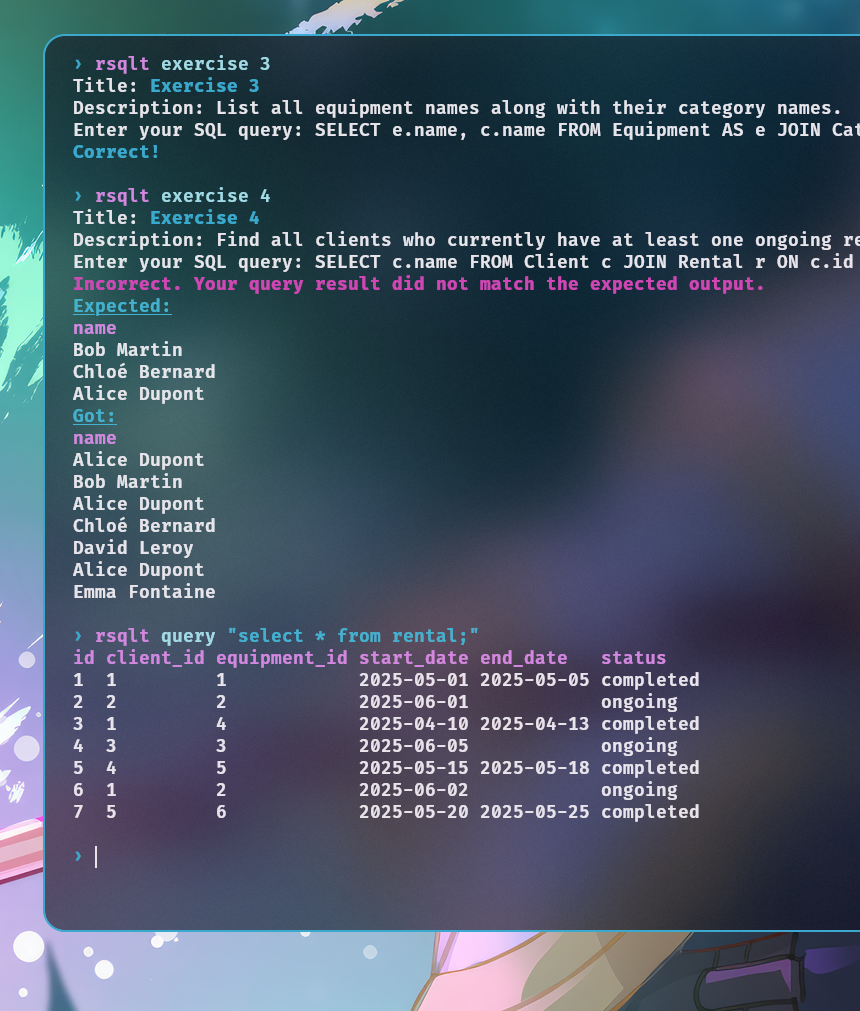 › rsqlt exercise 3
Title: Exercise 3
Description: List all equipment names along with their category names.
Enter your SQL query: SELECT e.name, c.name FROM Equipment AS e JOIN Cat
Correct!
› rsqlt exercise 4
Title: Exercise 4
Description: Find all clients who currently have at least one ongoing re
Enter your SQL query: SELECT c.name FROM Client c JOIN Rental r ON c.id
Incorrect. Your query result did not match the expected output.
Expected:
name
Bob Martin
Chloé Bernard
Alice Dupont
Got:
name
Alice Dupont
Bob Martin
Alice Dupont
Chloé Bernard
David Leroy
Alice Dupont
Emma Fontaine
› rsqlt query "select * from rental;"
id client_id equipment_id start_date end_date   status
1  1         1            2025-05-01 2025-05-05 completed
2  2         2            2025-06-01            ongoing
3  1         4            2025-04-10 2025-04-13 completed
4  3         3            2025-06-05            ongoing
5  4         5            2025-05-15 2025-05-18 completed
6  1         2            2025-06-02            ongoing
7  5         6            2025-05-20 2025-05-25 completed
›